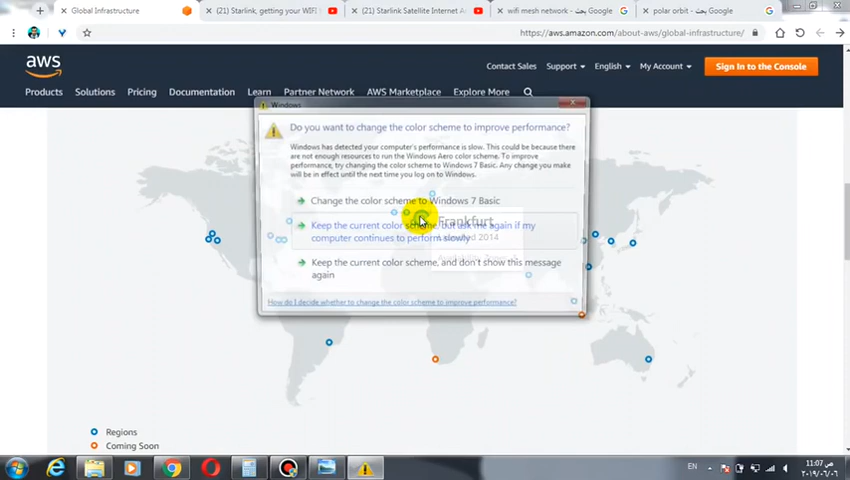 Global Infrastructure
(21) Starlink, getting your WIFI
(21) Starlink Satellite Internet A
wifi mesh network - بحث Google
polar orbit - بحث Google
https://aws.amazon.com/about-aws/global-infrastructure/
aws
Contact Sales Support English My Account Sign In to the Console
Products Solutions Pricing Documentation Learn Partner Network AWS Marketplace Explore More
Windows
Do you want to change the color scheme to improve performance?
Windows has detected your computer's performance is slow. This could be because there
are not enough resources to run the Windows Aero color scheme. To improve
performance, try changing the color scheme to Windows 7 Basic. Any change you make
will be in effect until the next time you log on to Windows.
Change the color scheme to Windows 7 Basic
Keep the current color scheme, but ask me again if my
computer continues to perform slowly
Frankfurt
Launched 2014
Keep the current color scheme, and don't show this message
again
How do I decide whether to change the color scheme to improve performance?
Regions
Coming Soon
EN
11:07 ص
٢٠١٩/٠٦/٠٦